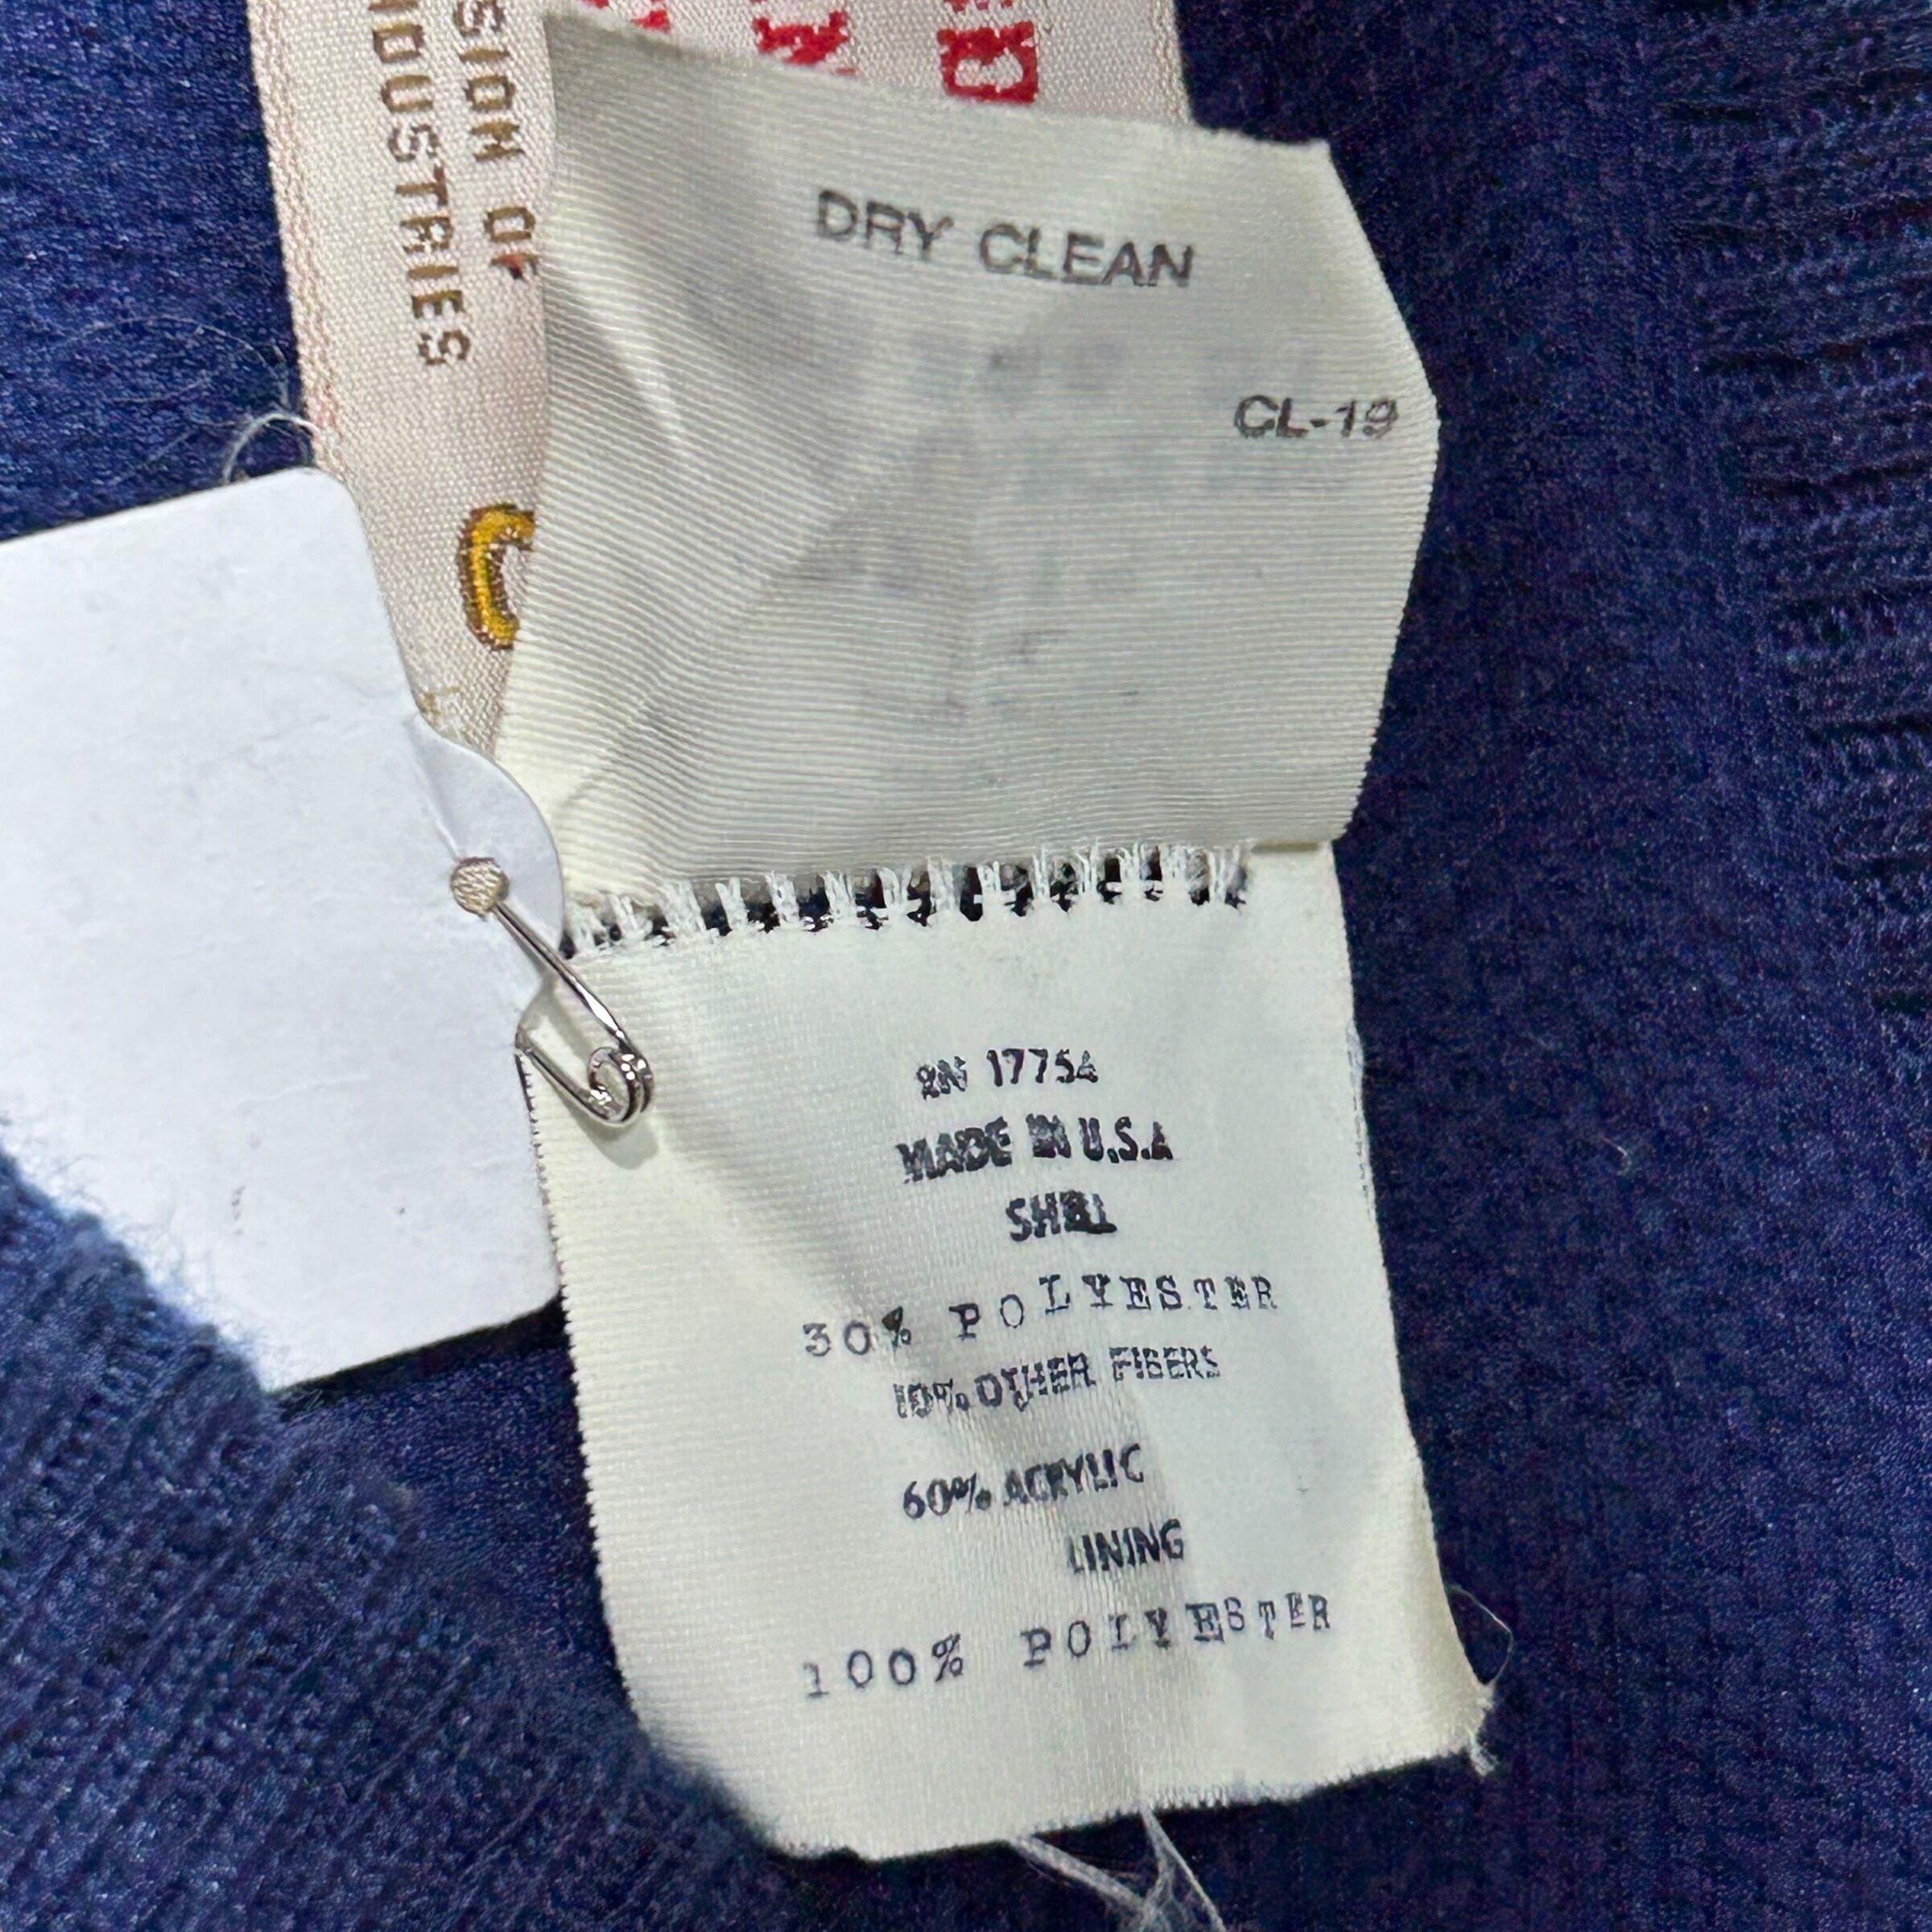 SION OF
NDUSTRIES
DRY CLEAN
CL-19
RN 17754
MADE IN U.S.A
SHELL
30% POLYESTER
10% OTHER FIBERS
60% ACRYLIC
LINING
100% POLYESTER